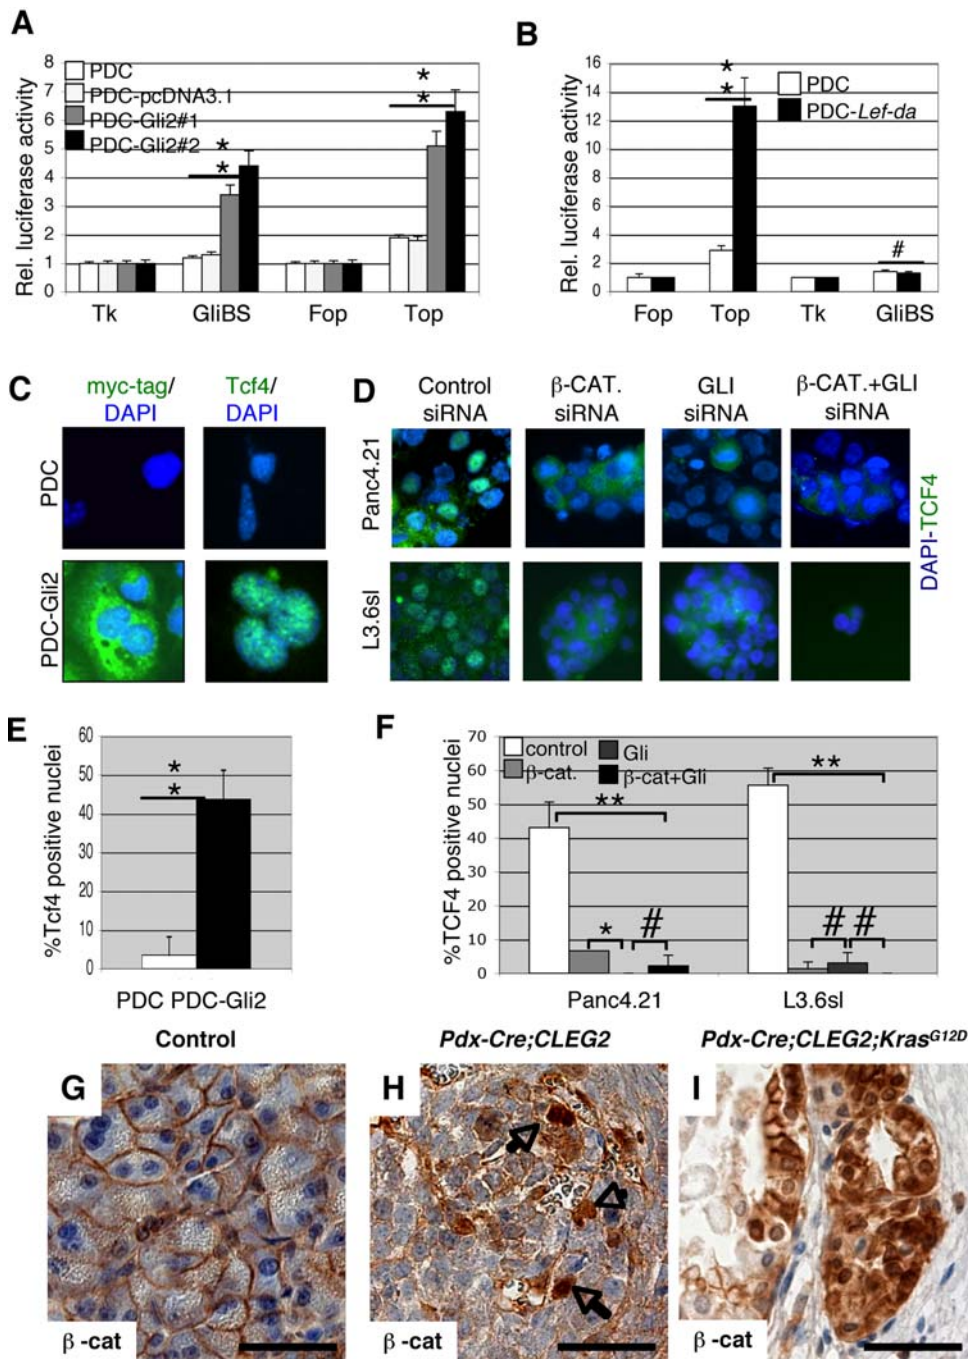 A
Rel. luciferase activity
8
7
6
5
4
3
2
1
0
PDC
PDC-pcDNA3.1
PDC-Gli2#1
PDC-Gli2#2
*
*
*
*
Tk GliBS Fop Top
B
Rel. luciferase activity
16
14
12
10
8
6
4
2
0
*
*
PDC
PDC-Lef-da
#
Fop Top Tk GliBS
C
myc-tag/
DAPI
Tcf4/
DAPI
PDC
PDC-Gli2
D
Control
siRNA
β-CAT.
siRNA
GLI
siRNA
β-CAT.+GLI
siRNA
Panc4.21
L3.6sl
DAPI-TCF4
E
%Tcf4 positive nuclei
60
50
40
30
20
10
0
*
*
PDC PDC-Gli2
F
%TCF4 positive nuclei
70
60
50
40
30
20
10
0
control
β-cat.
Gli
β-cat+Gli
**
**
*
#
# #
Panc4.21 L3.6sl
Control
Pdx-Cre;CLEG2
Pdx-Cre;CLEG2;KrasG12D
G
β -cat
H
β -cat
I
β -cat